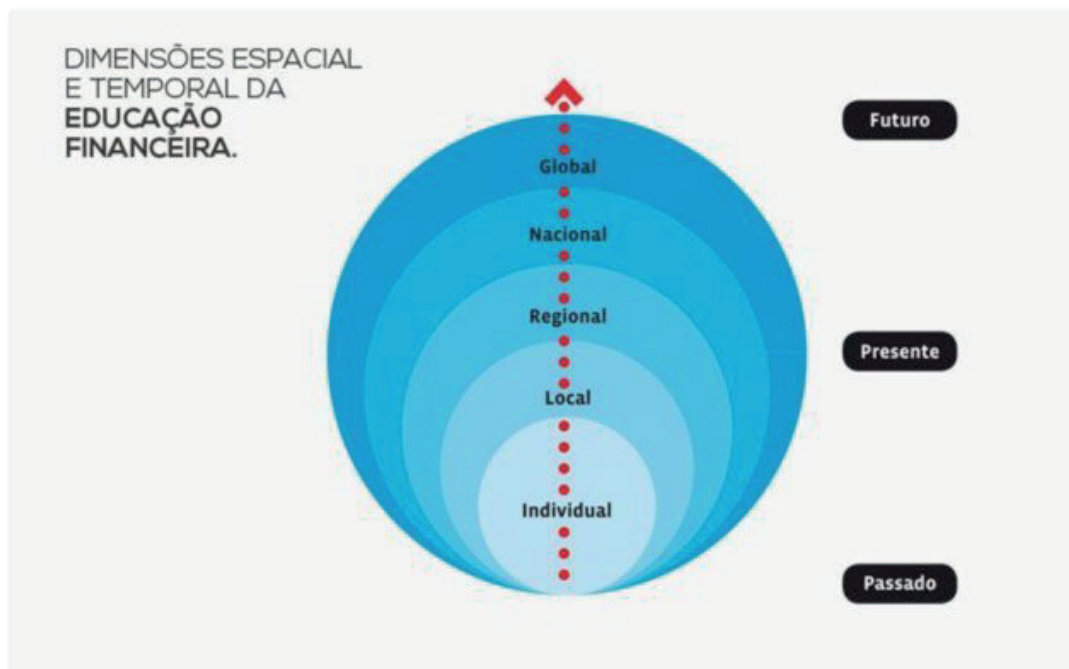 DIMENSÕES ESPACIAL
E TEMPORAL DA
EDUCAÇÃO
FINANCEIRA.
Futuro
Global
Nacional
Regional
Presente
Local
Individual
Passado